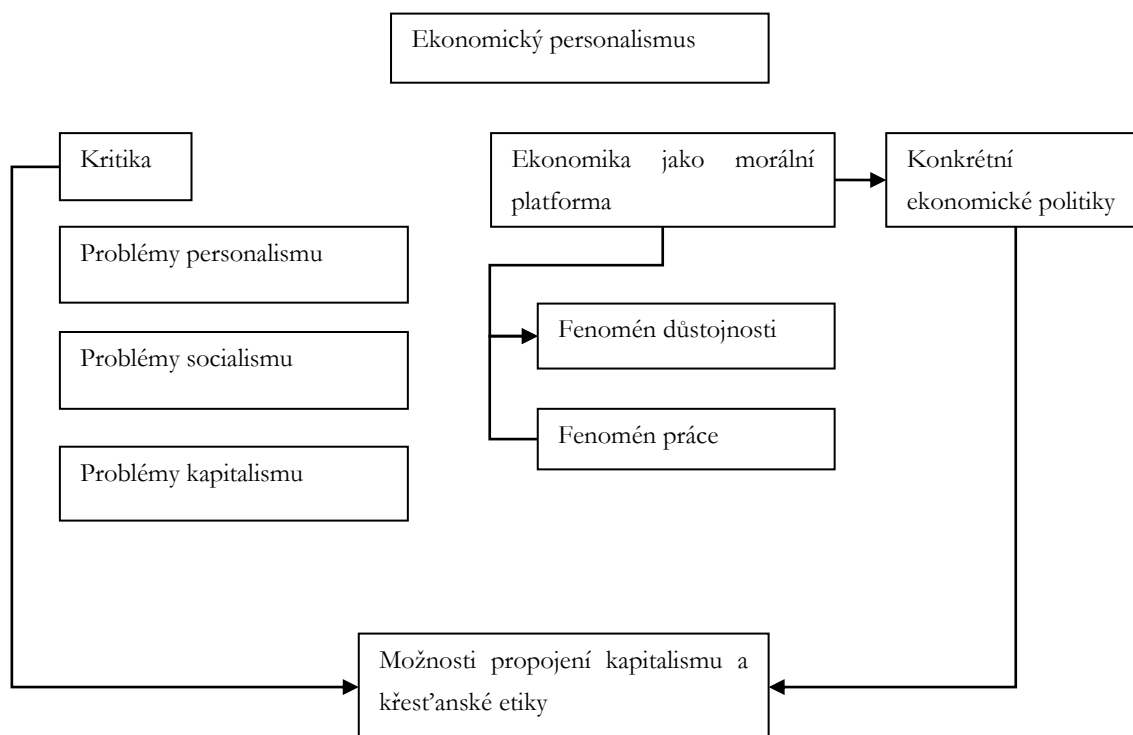 Ekonomický personalismus
Kritika
Problémy personalismu
Problémy socialismu
Problémy kapitalismu
Ekonomika jako morální
platforma
Fenomén důstojnosti
Fenomén práce
Konkrétní
ekonomické politiky
Možnosti propojení kapitalismu a
křesťanské etiky